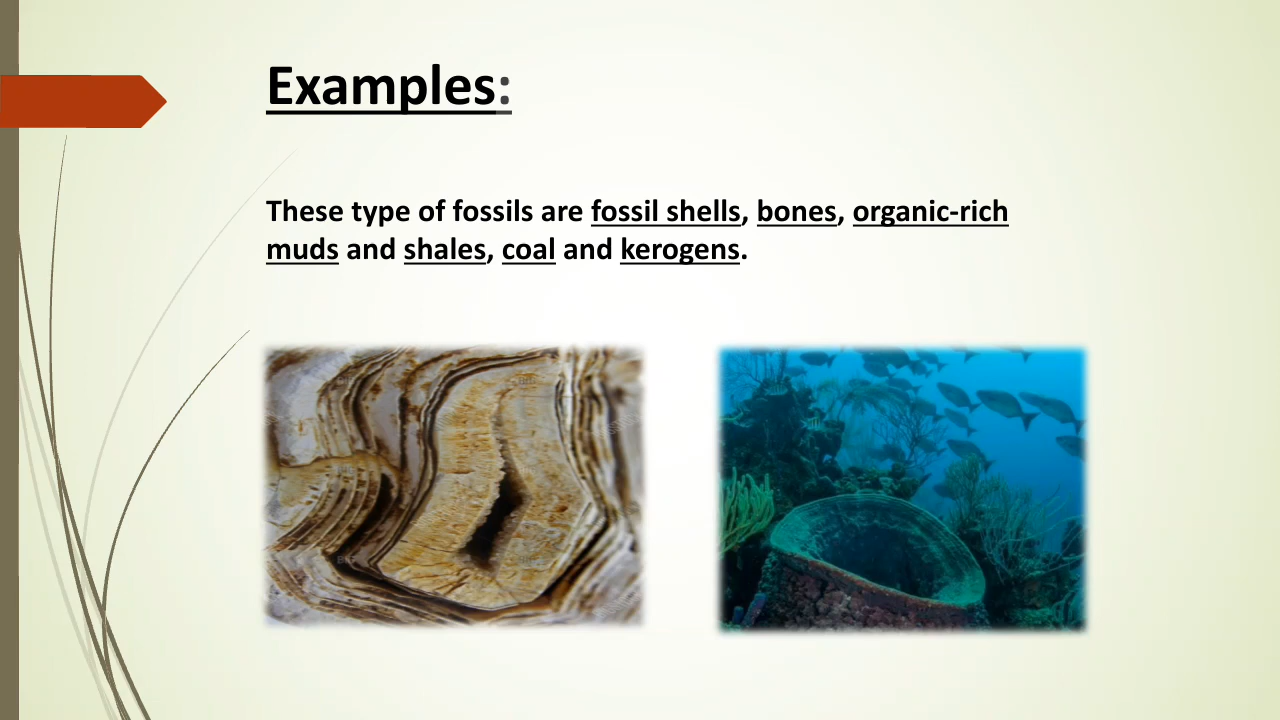 Examples:
These type of fossils are fossil shells, bones, organic-rich
muds and shales, coal and kerogens.